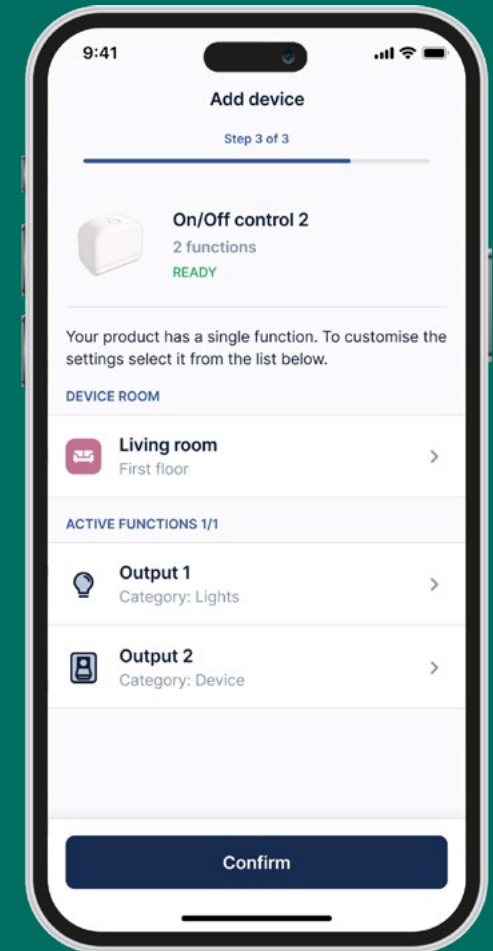 9:41
Add device
Step 3 of 3
On/Off control 2
2 functions
READY
Your product has a single function. To customise the
settings select it from the list below.
DEVICE ROOM
Living room
First floor
ACTIVE FUNCTIONS 1/1
Output 1
Category: Lights
Output 2
Category: Device
Confirm